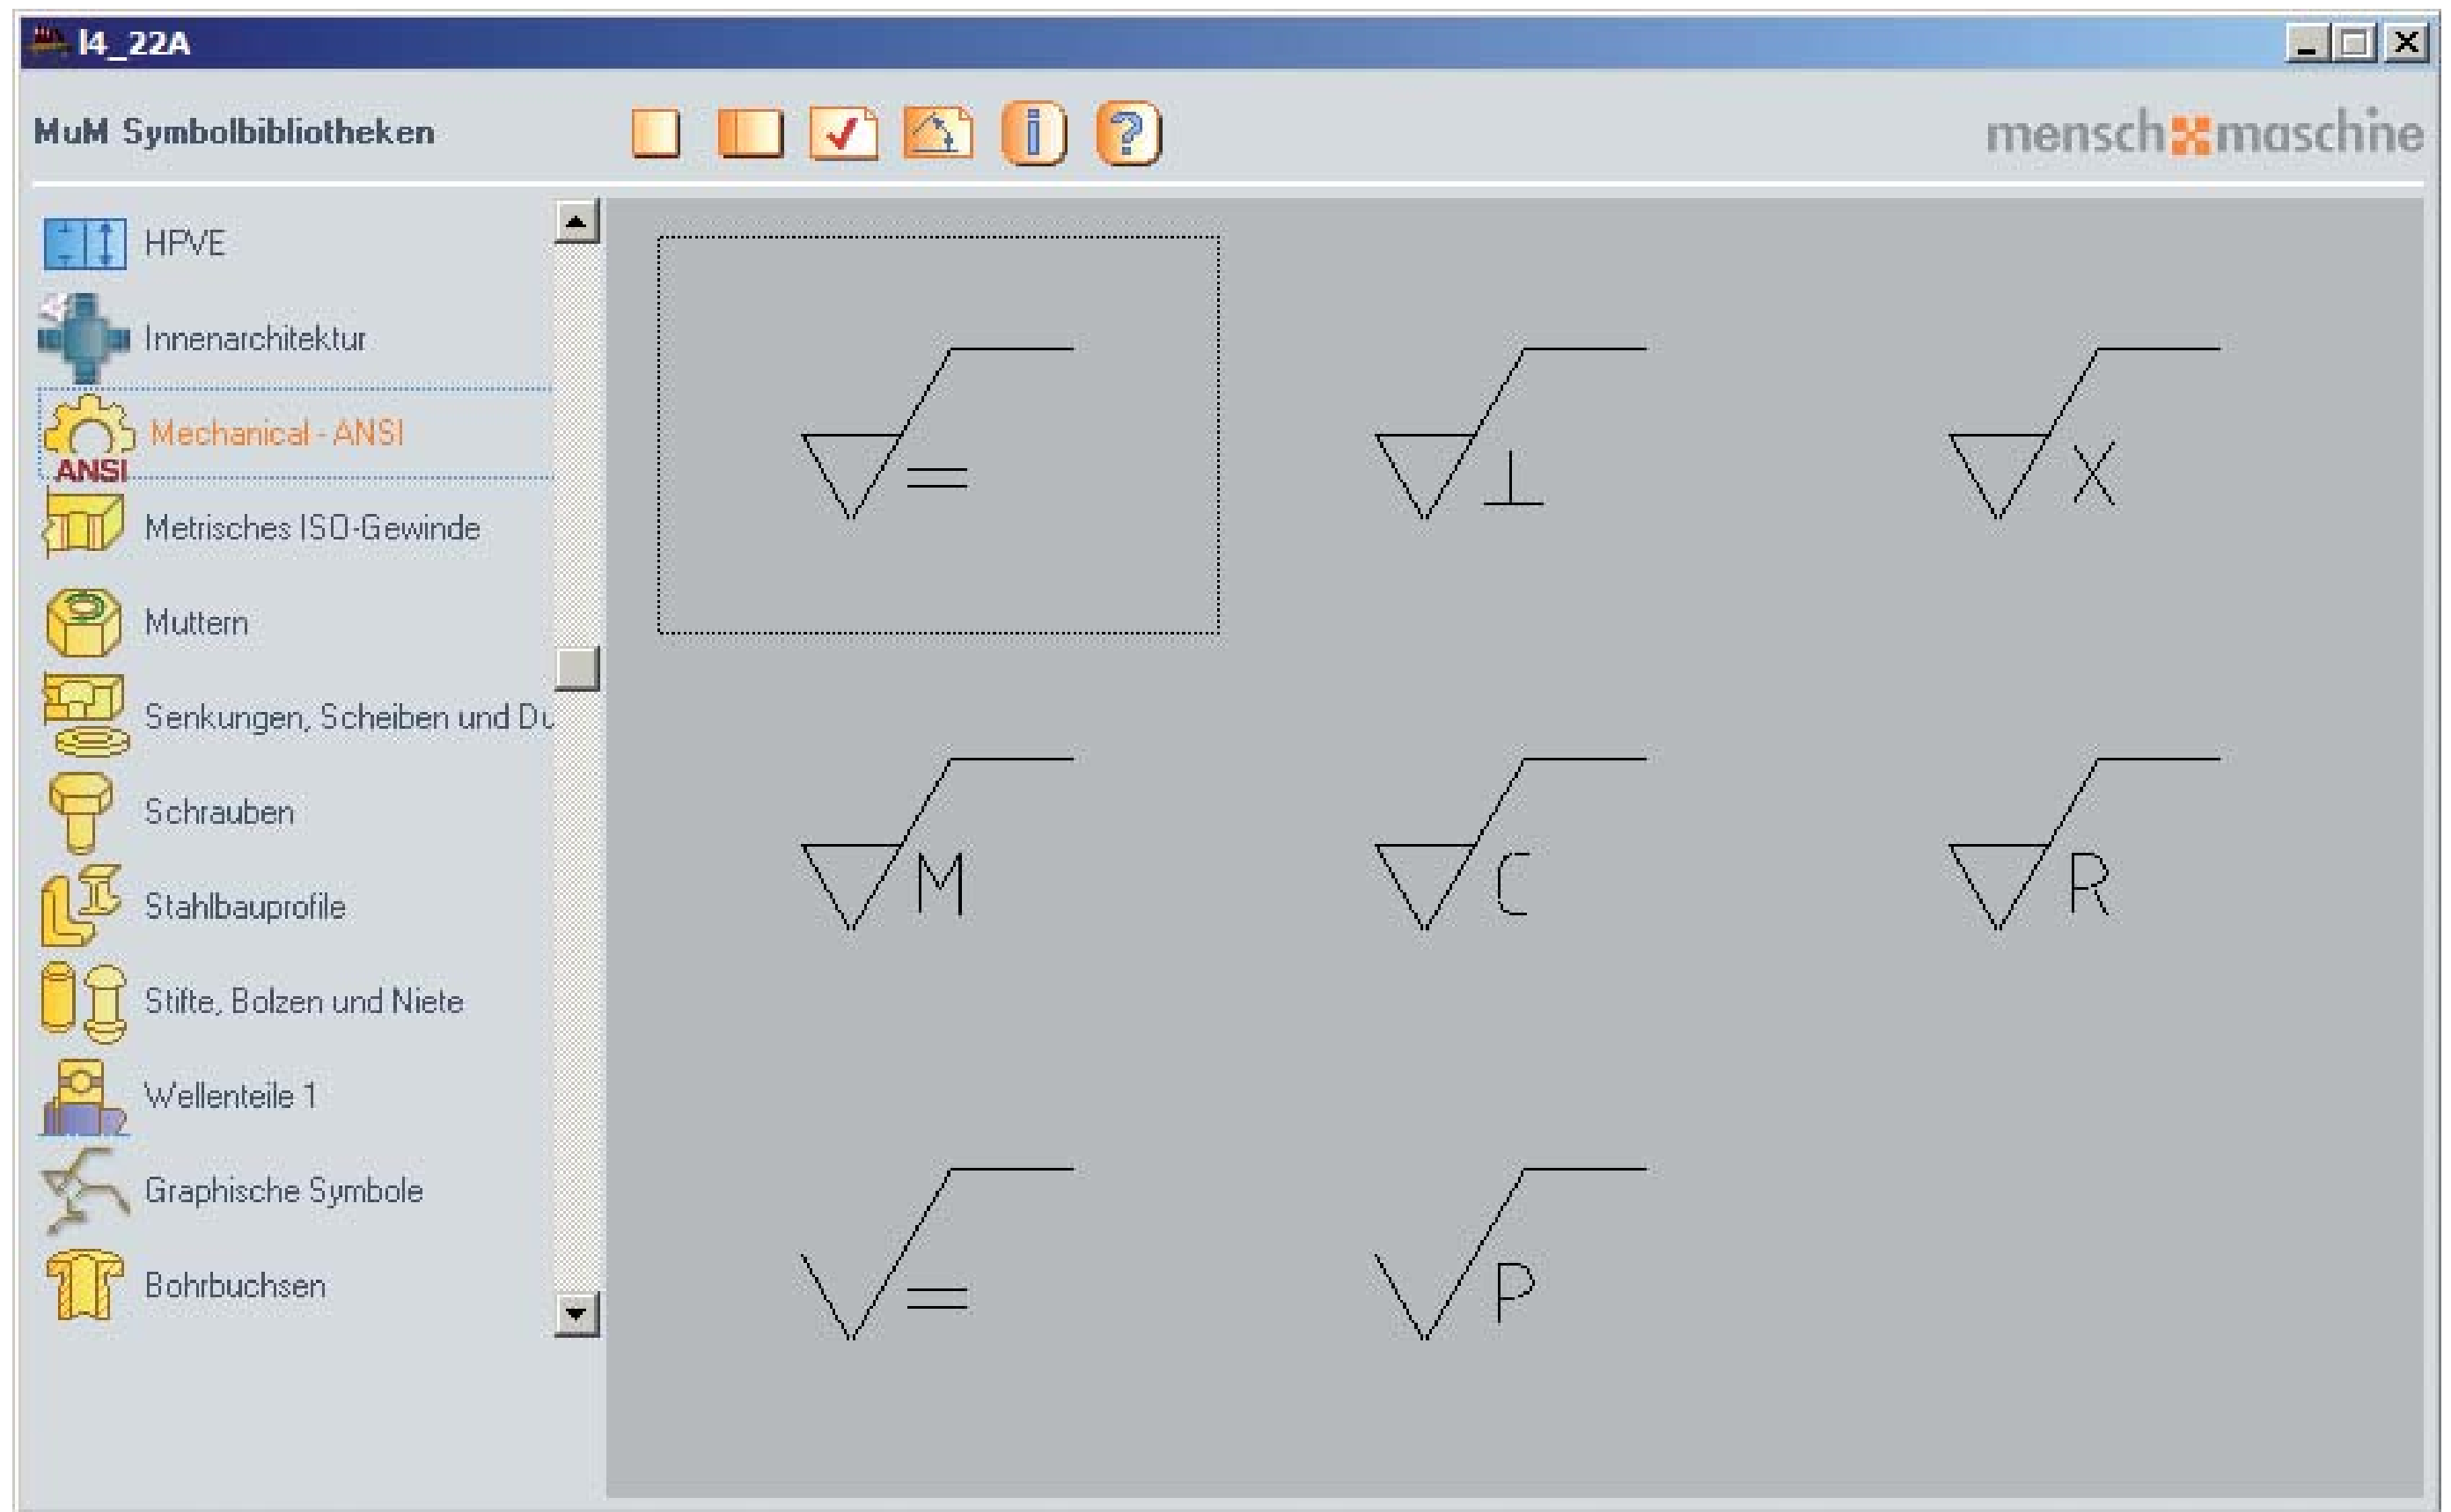 l4_22A
MuM Symbolbibliotheken
mensch maschine
HPVE
Innenarchitektur
Mechanical - ANSI
ANSI
Metrisches ISO-Gewinde
Muttern
Senkungen, Scheiben und Du
Schrauben
Stahlbauprofile
Stifte, Bolzen und Niete
Wellenteile 1
Graphische Symbole
Bohrbuchsen
= ⊥ X
M C R
= P